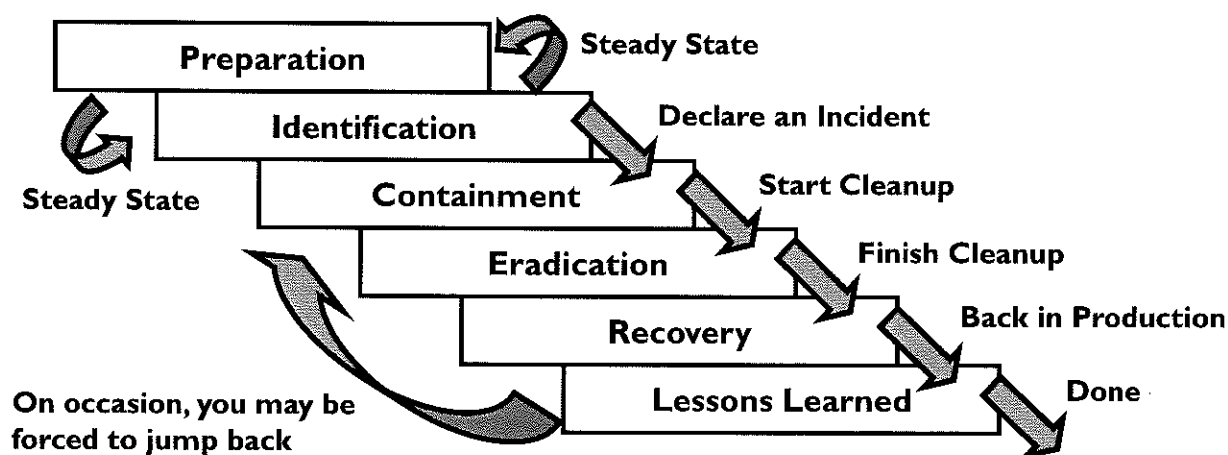 Preparation
Steady State
Identification
Declare an Incident
Steady State
Containment
Start Cleanup
Eradication
Finish Cleanup
Recovery
Back in Production
Lessons Learned
Done
On occasion, you may be
forced to jump back